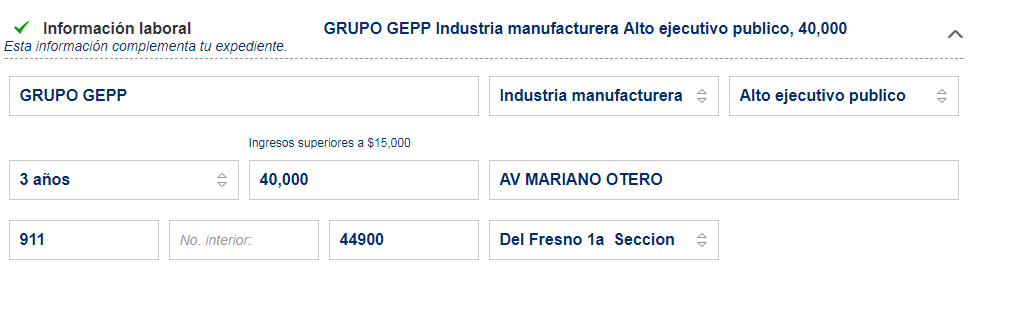 Información laboral GRUPO GEPP Industria manufacturera Alto ejecutivo publico, 40,000
Esta información complementa tu expediente.
GRUPO GEPP Industria manufacturera Alto ejecutivo publico
Ingresos superiores a $15,000
3 años 40,000 AV MARIANO OTERO
911 No. interior: 44900 Del Fresno 1a  Seccion